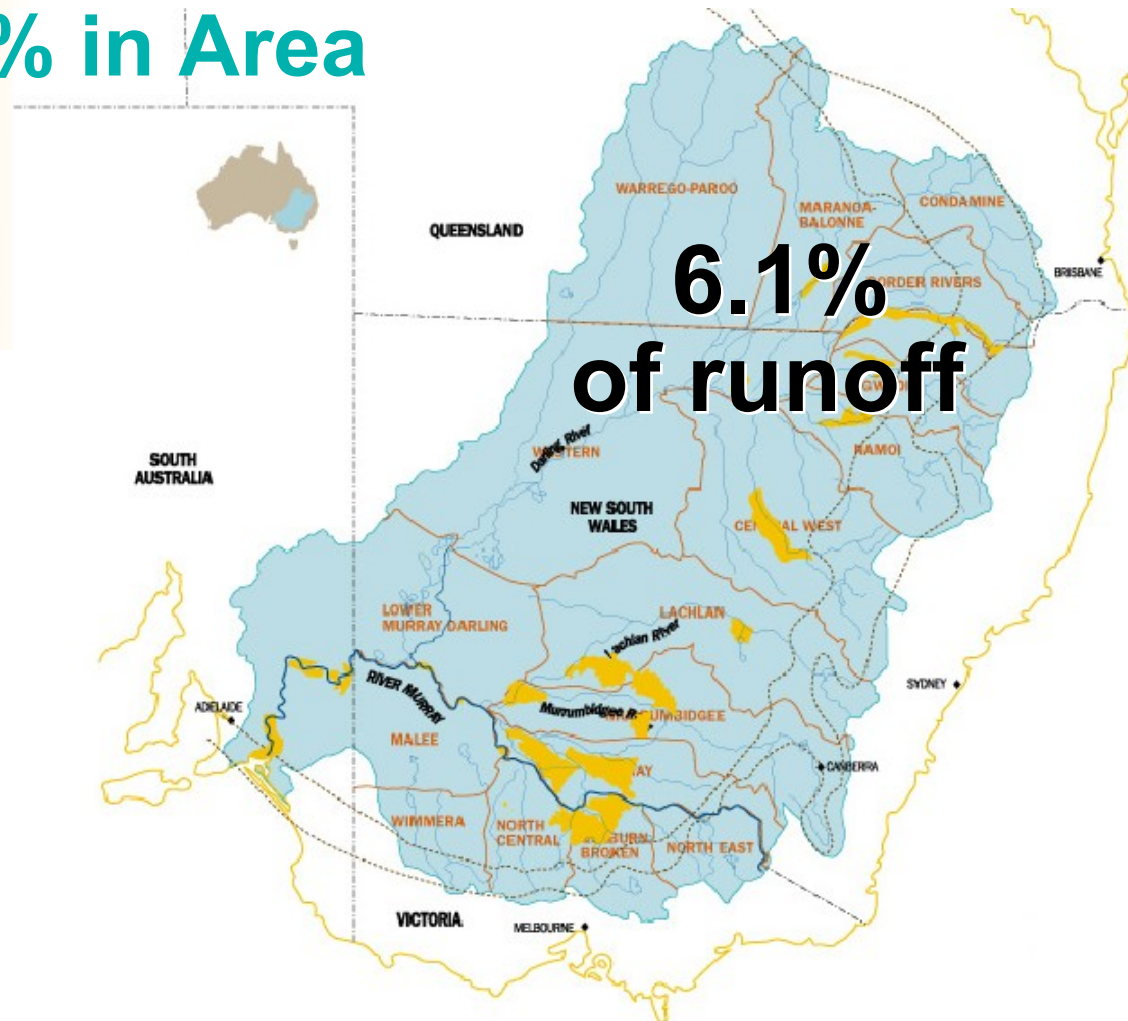 % in Area
WARREGO-PAROO
MARANOA-
BALONNE
CONDAMINE
QUEENSLAND
6.1%
of runoff
BORDER RIVERS
BRISBANE
SOUTH
AUSTRALIA
Darling River
WESTERN
NAMOI
NEW SOUTH
WALES
LOWER
MURRAY DARLING
LACHLAN
Lachlan River
SYDNEY
ADELAIDE
RIVER MURRAY
Murrumbidgee R.
MALEE
CANBERRA
WIMMERA
NORTH
CENTRAL
BROKEN
NORTH EAST
VICTORIA
MELBOURNE